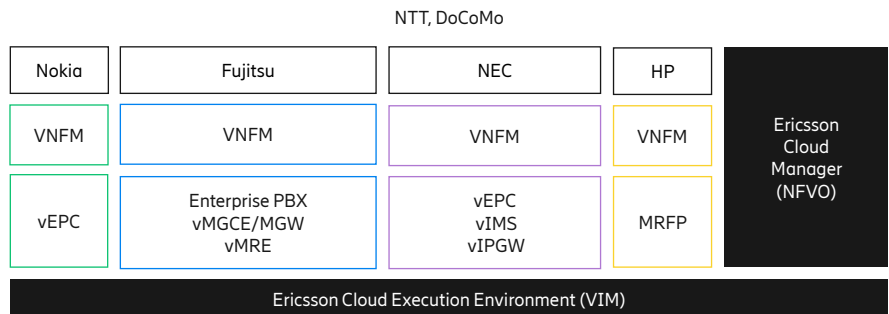 NTT, DoCoMo
Nokia
Fujitsu
NEC
HP
VNFM
VNFM
VNFM
VNFM
Ericsson
Cloud
Manager
(NFVO)
vEPC
Enterprise PBX
vMGCE/MGW
vMRE
vEPC
vIMS
vIPGW
MRFP
Ericsson Cloud Execution Environment (VIM)